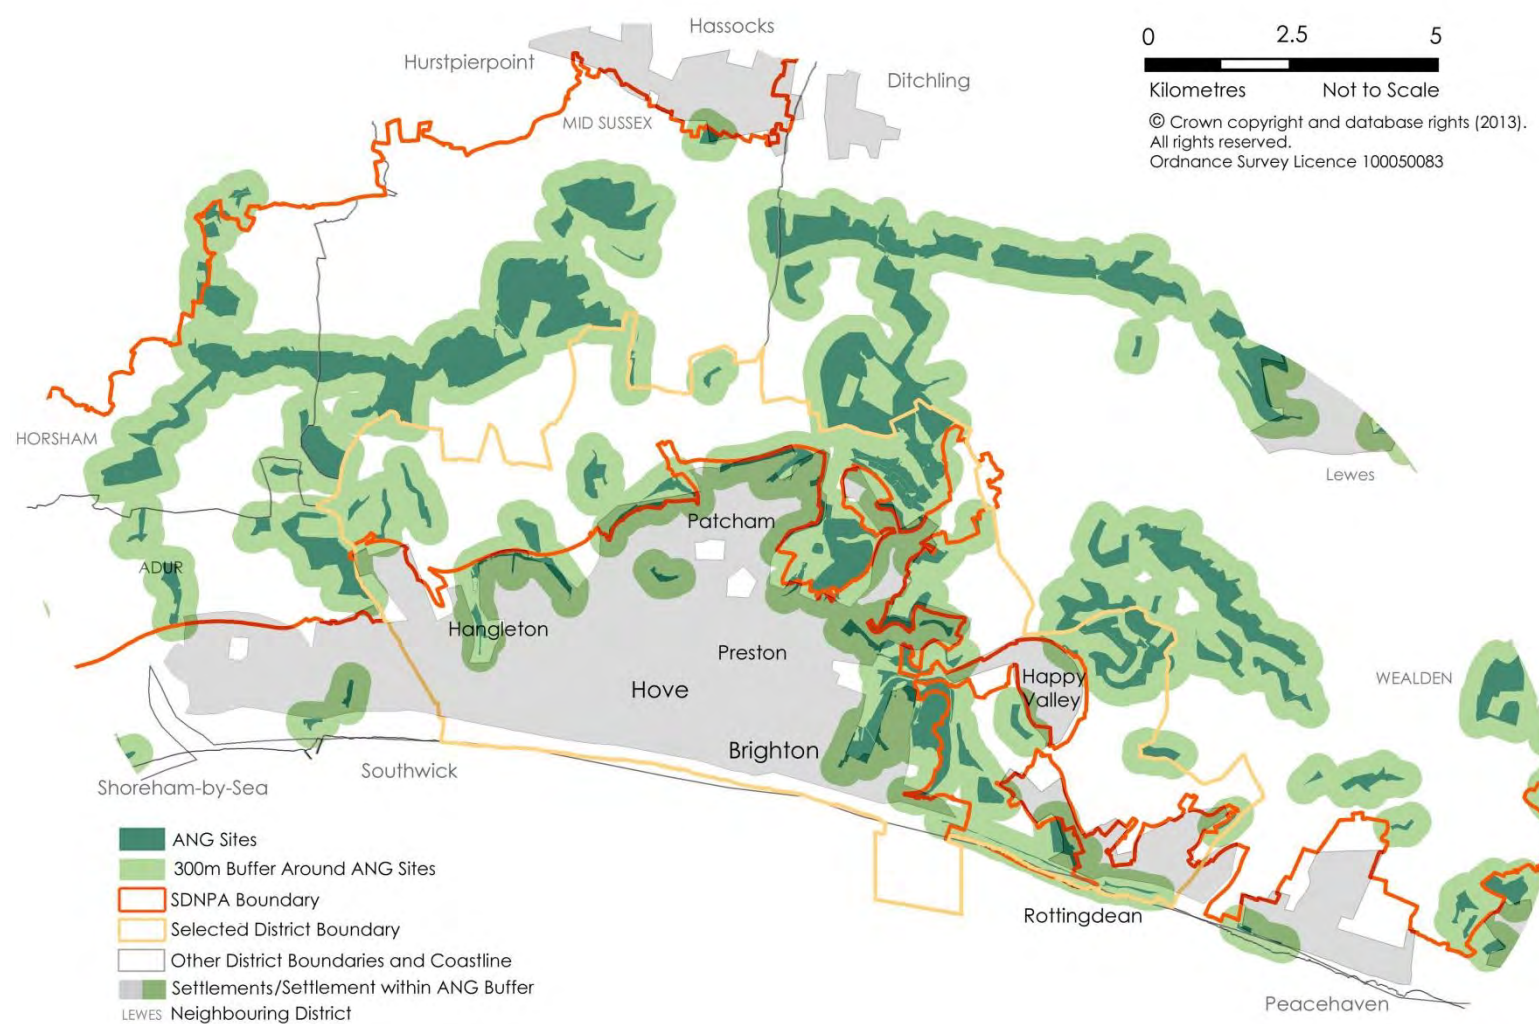 Hassocks
Hurstpierpoint
Ditchling
MID SUSSEX
0 2.5 5
Kilometres Not to Scale
© Crown copyright and database rights (2013).
All rights reserved.
Ordnance Survey Licence 100050083
HORSHAM
Lewes
Patcham
ADUR
Hangleton
Preston
Happy
Valley
WEALDEN
Hove
Brighton
Southwick
Shoreham-by-Sea
Rottingdean
Peacehaven
ANG Sites
300m Buffer Around ANG Sites
SDNPA Boundary
Selected District Boundary
Other District Boundaries and Coastline
Settlements/Settlement within ANG Buffer
LEWES Neighbouring District